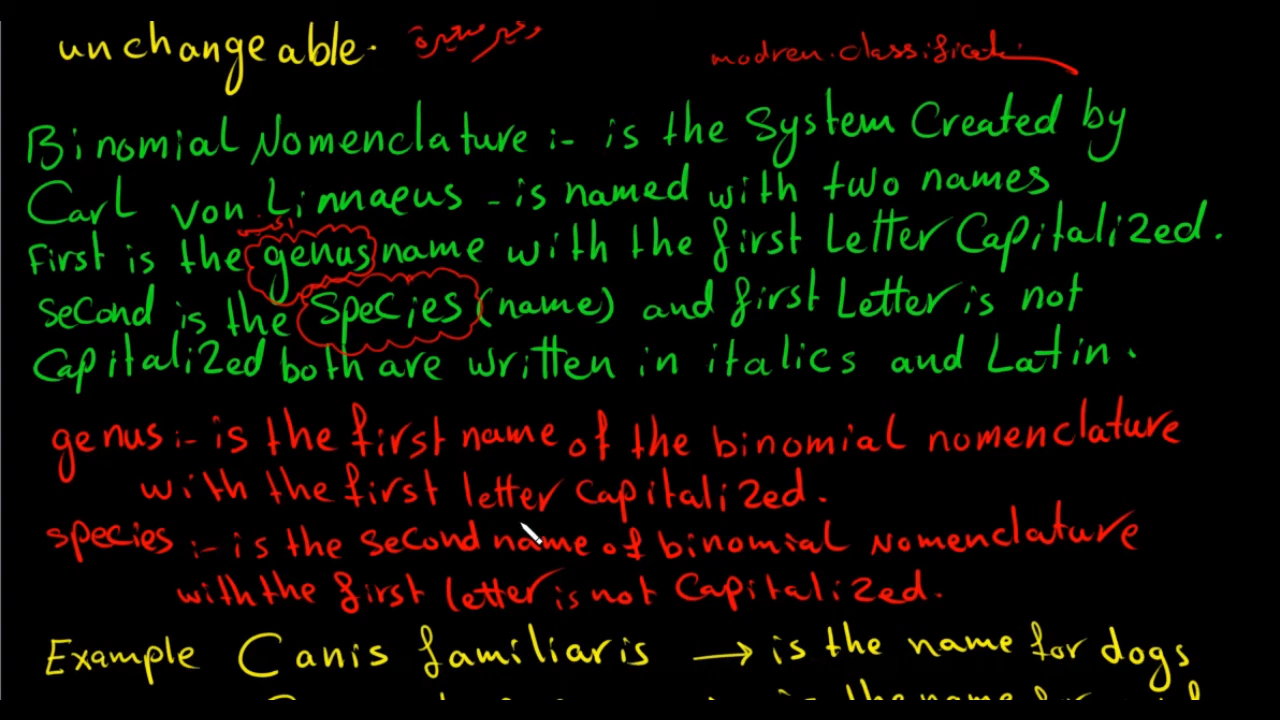 unchangeable. وغير متغيرة modren.classificati
Binomial Nomenclature :- is the System Created by
Carl von Linnaeus - is named with two names
First is the genus name with the first Letter Capitalized.
Second is the Species (name) and first Letter is not
Capitalized both are written in italics and Latin.
genus :- is the first name of the binomial nomenclature
with the first letter Capitalized.
species :- is the second name of binomial Nomenclature
with the first letter is not Capitalized.
Example Canis familiaris → is the name for dogs